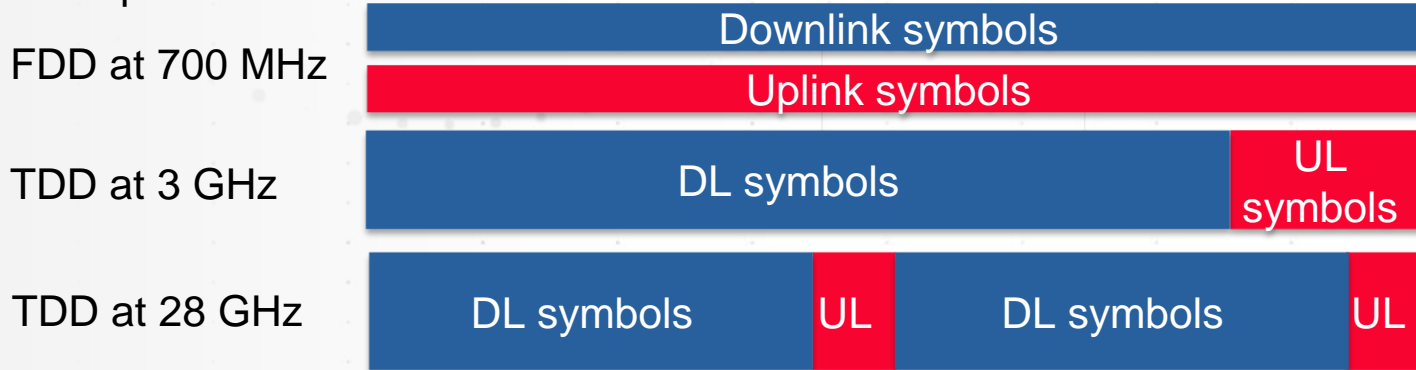 FDD at 700 MHz
Downlink symbols
Uplink symbols
TDD at 3 GHz
DL symbols
UL
symbols
TDD at 28 GHz
DL symbols
UL
DL symbols
UL